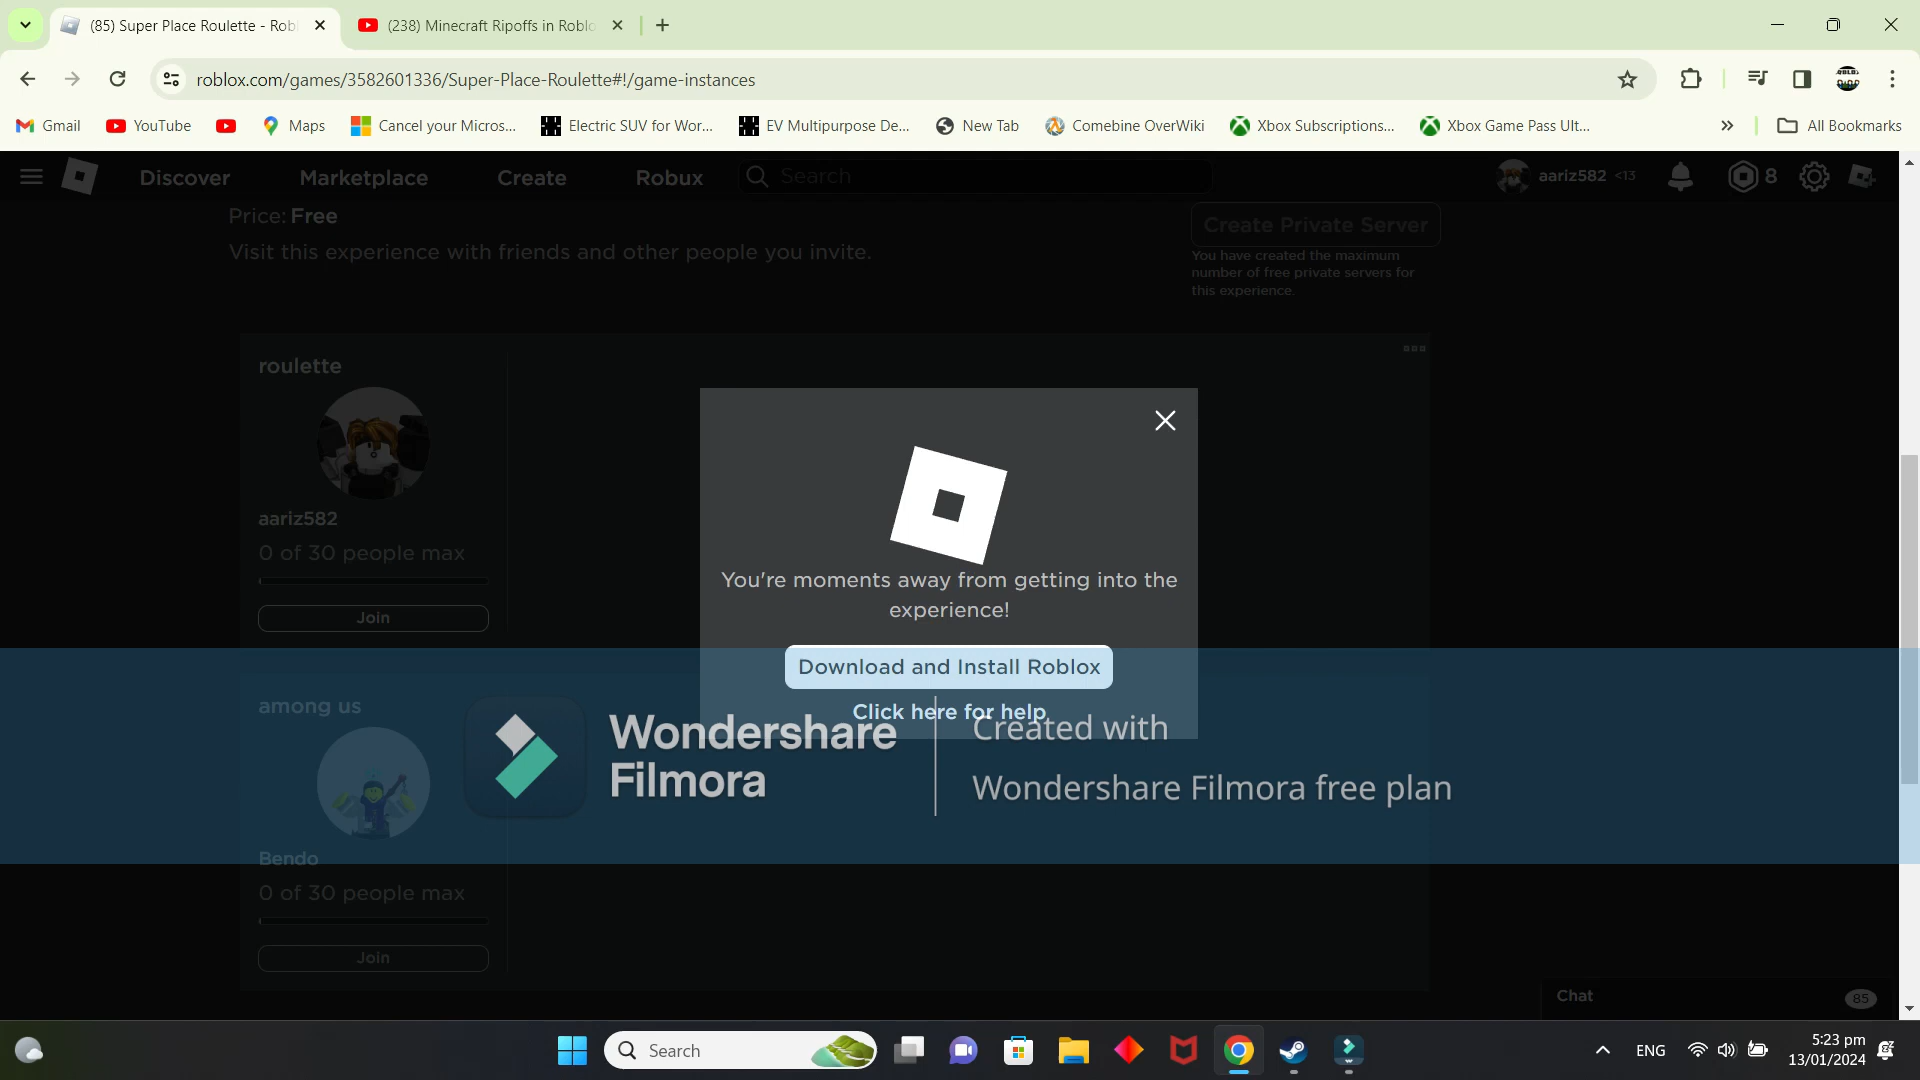 (85) Super Place Roulette - Rob
(238) Minecraft Ripoffs in Roblo
roblox.com/games/3582601336/Super-Place-Roulette#!/game-instances
Gmail
YouTube
Maps
Cancel your Micros...
Electric SUV for Wor...
EV Multipurpose De...
New Tab
Comebine OverWiki
Xbox Subscriptions...
Xbox Game Pass Ult...
All Bookmarks
Discover
Marketplace
Create
Robux
Search
aariz582 <13
8
Price: Free
Visit this experience with friends and other people you invite.
Create Private Server
You have created the maximum
number of free private servers for
this experience.
roulette
aariz582
0 of 30 people max
Join
You're moments away from getting into the
experience!
Download and Install Roblox
Click here for help
among us
Bendo
0 of 30 people max
Join
Wondershare
Filmora
Created with
Wondershare Filmora free plan
Chat
85
Search
ENG
5:23 pm
13/01/2024